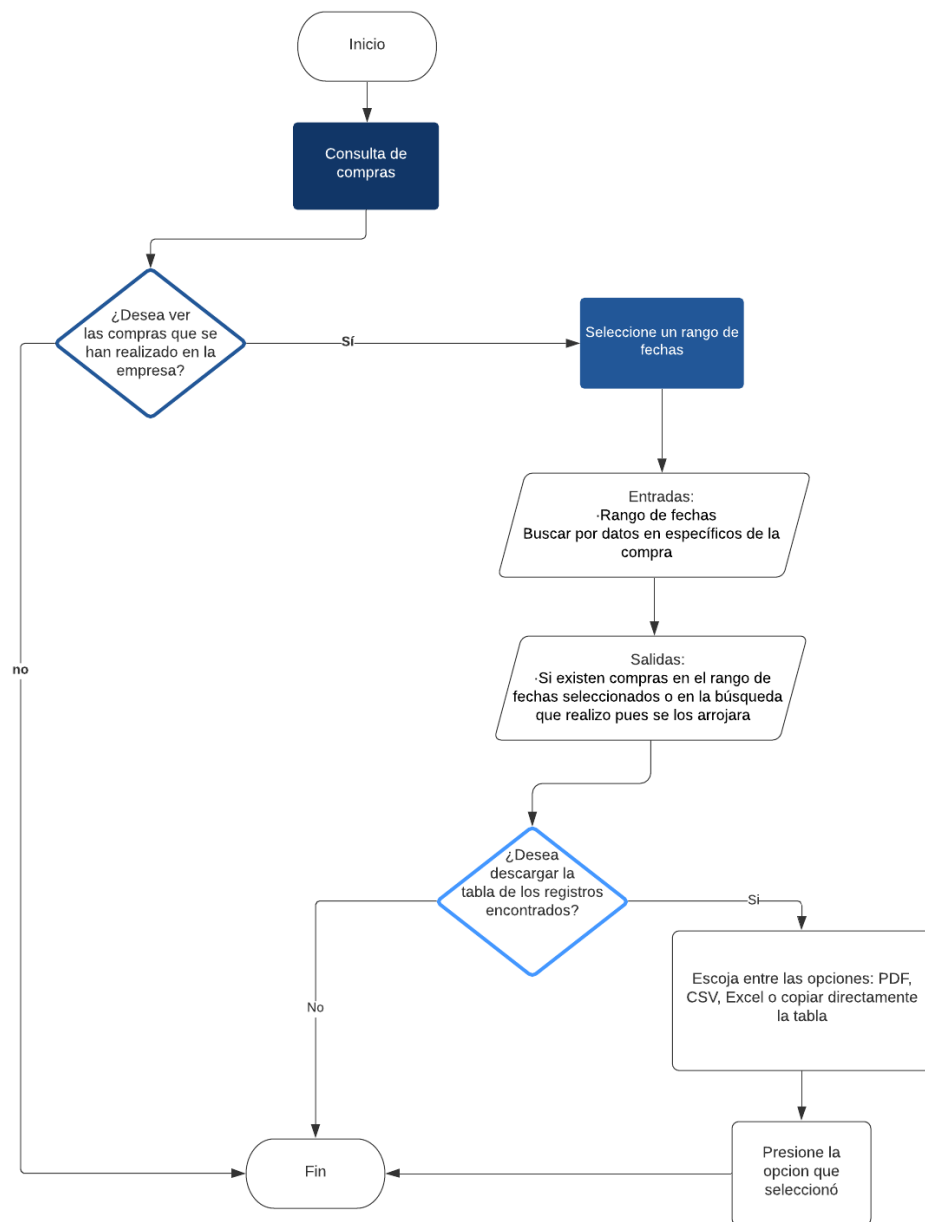 Inicio
Consulta de
compras
¿Desea ver
las compras que se
han realizado en la
empresa?
Sí
Seleccione un rango de
fechas
Entradas:
·Rango de fechas
Buscar por datos en específicos de la
compra
no
Salidas:
·Si existen compras en el rango de
fechas seleccionados o en la búsqueda
que realizo pues se los arrojara
¿Desea
descargar la
tabla de los registros
encontrados?
Si
No
Escoja entre las opciones: PDF,
CSV, Excel o copiar directamente
la tabla
Presione la
opcion que
seleccionó
Fin